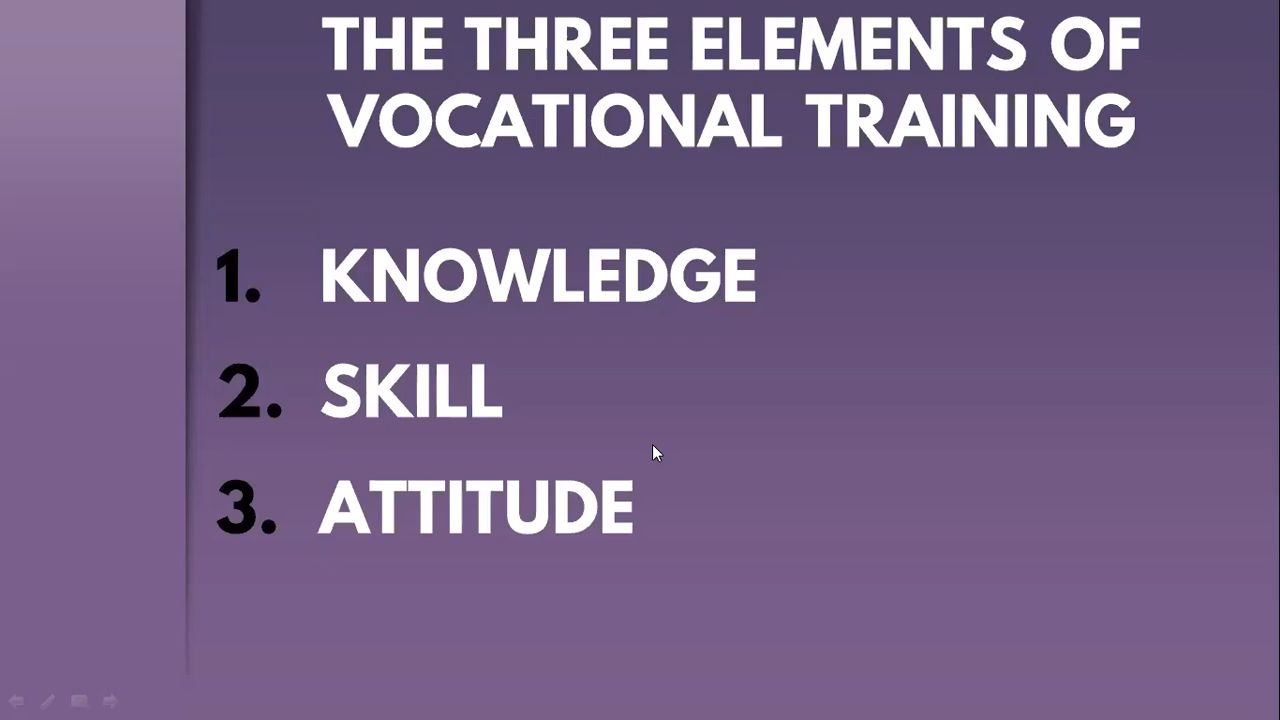 THE THREE ELEMENTS OF
VOCATIONAL TRAINING
1. KNOWLEDGE
2. SKILL
3. ATTITUDE